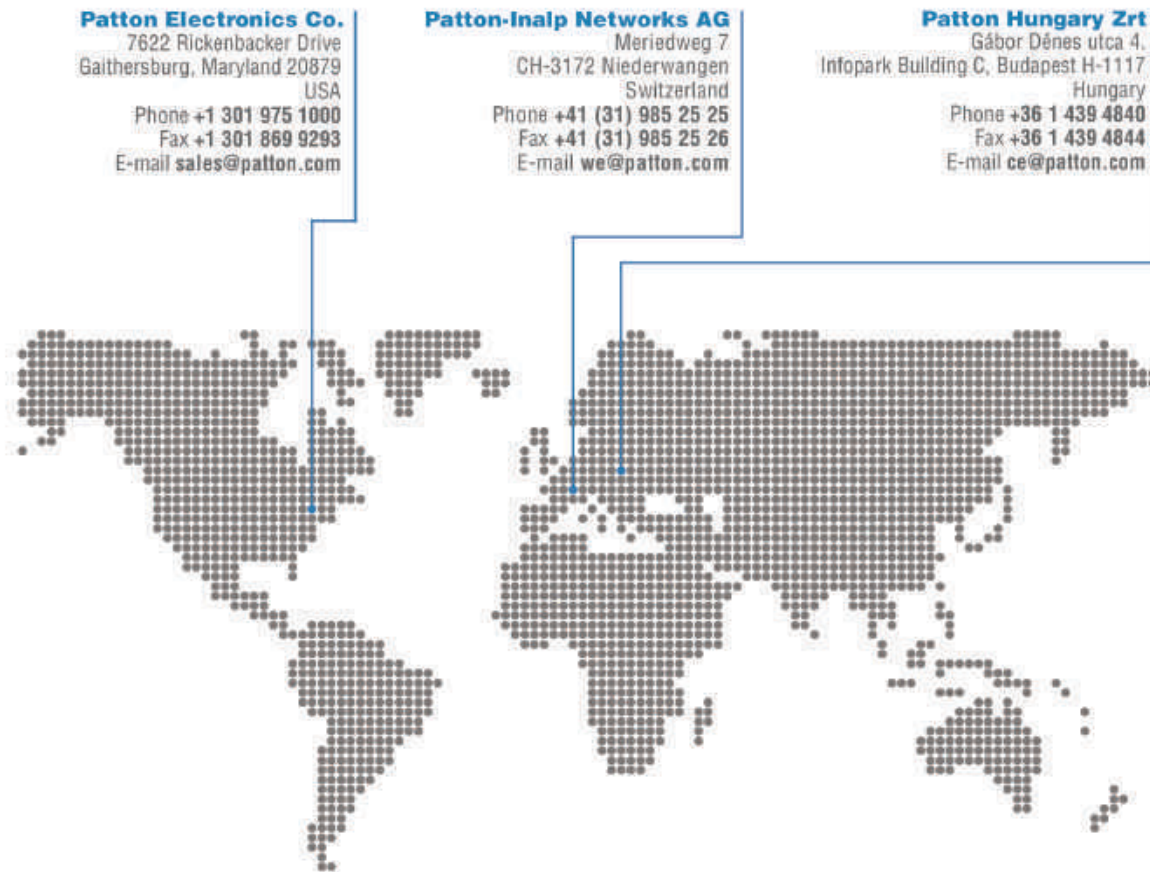 Patton Electronics Co.
7622 Rickenbacker Drive
Gaithersburg, Maryland 20879
USA
Phone +1 301 975 1000
Fax +1 301 869 9293
E-mail sales@patton.com
Patton-Inalp Networks AG
Meriedweg 7
CH-3172 Niederwangen
Switzerland
Phone +41 (31) 985 25 25
Fax +41 (31) 985 25 26
E-mail we@patton.com
Patton Hungary Zrt
Gábor Dénes utca 4.
Infopark Building C, Budapest H-1117
Hungary
Phone +36 1 439 4840
Fax +36 1 439 4844
E-mail ce@patton.com